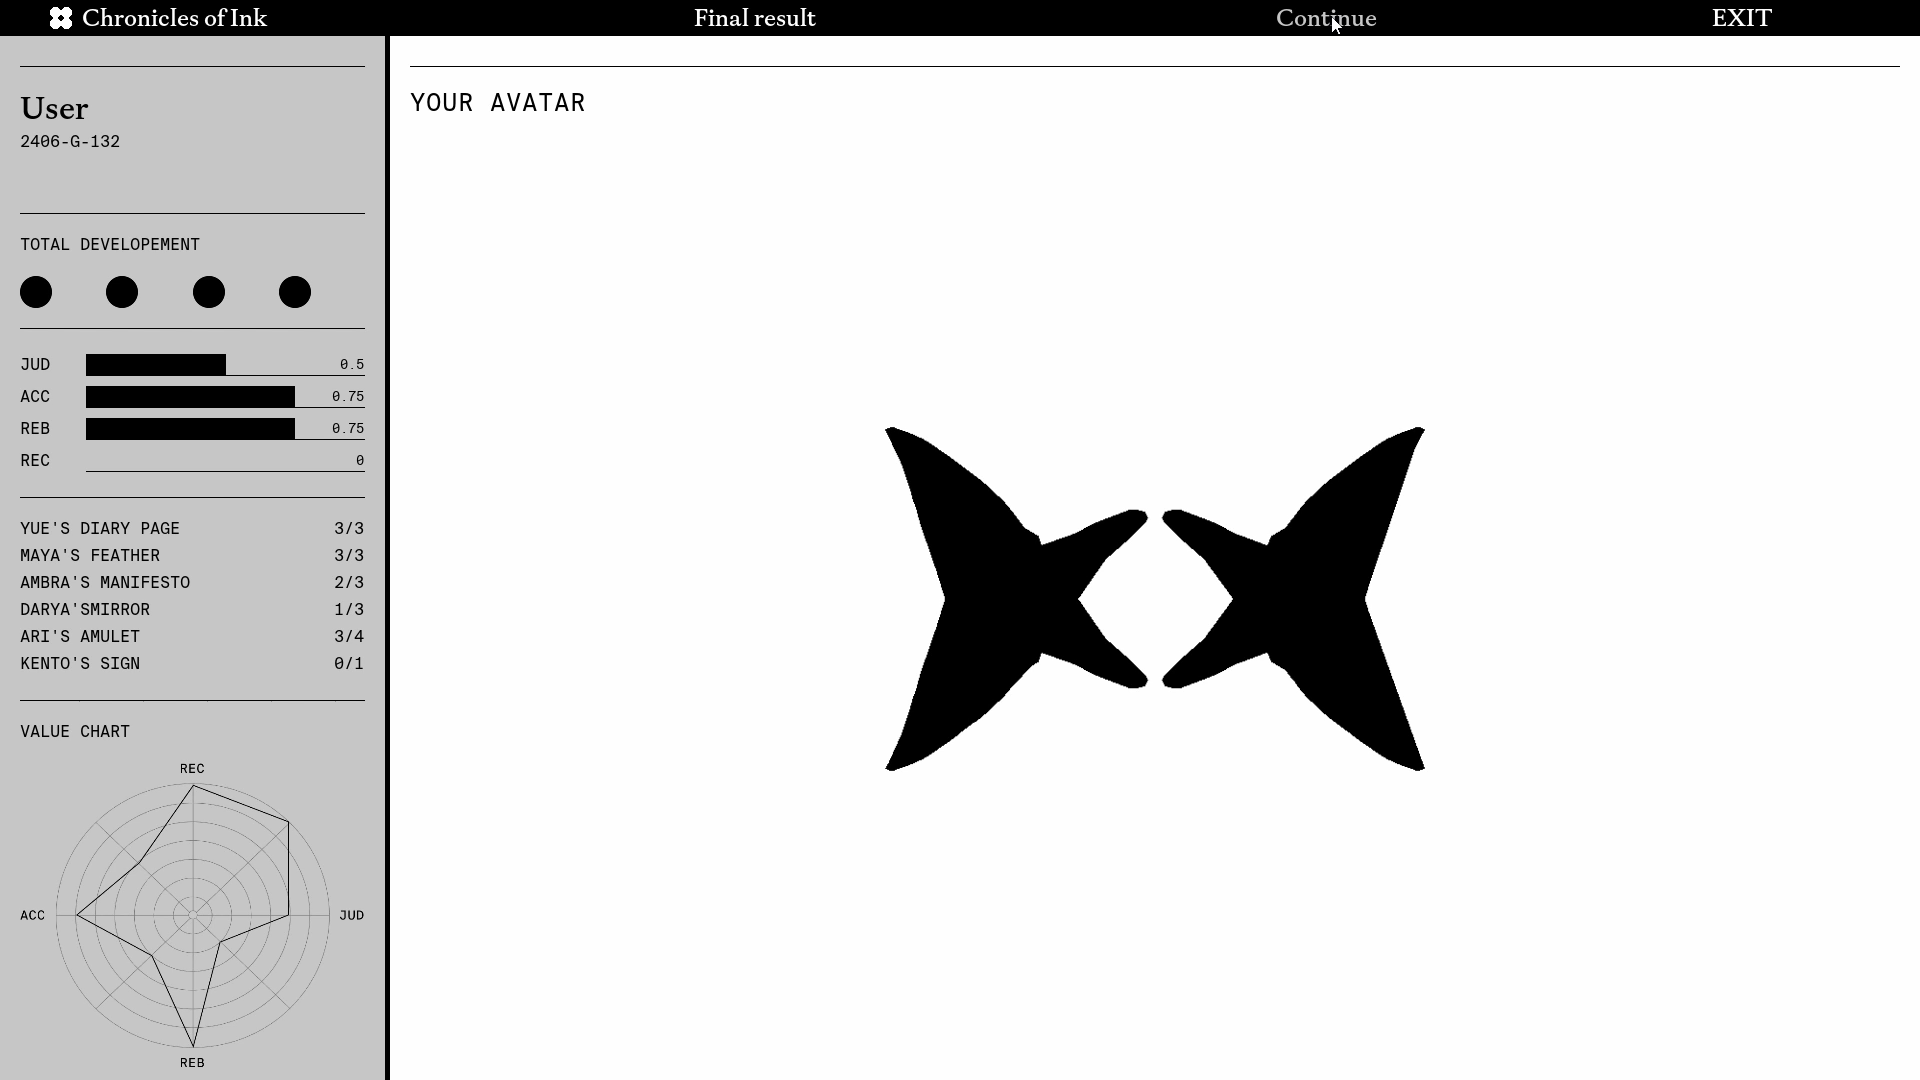 Chronicles of Ink
Final result
Continue
EXIT
User
2406-G-132
TOTAL DEVELOPEMENT
JUD 0.5
ACC 0.75
REB 0.75
REC 0
YUE'S DIARY PAGE 3/3
MAYA'S FEATHER 3/3
AMBRA'S MANIFESTO 2/3
DARYA'SMIRROR 1/3
ARI'S AMULET 3/4
KENTO'S SIGN 0/1
VALUE CHART
REC
ACC
JUD
REB
YOUR AVATAR